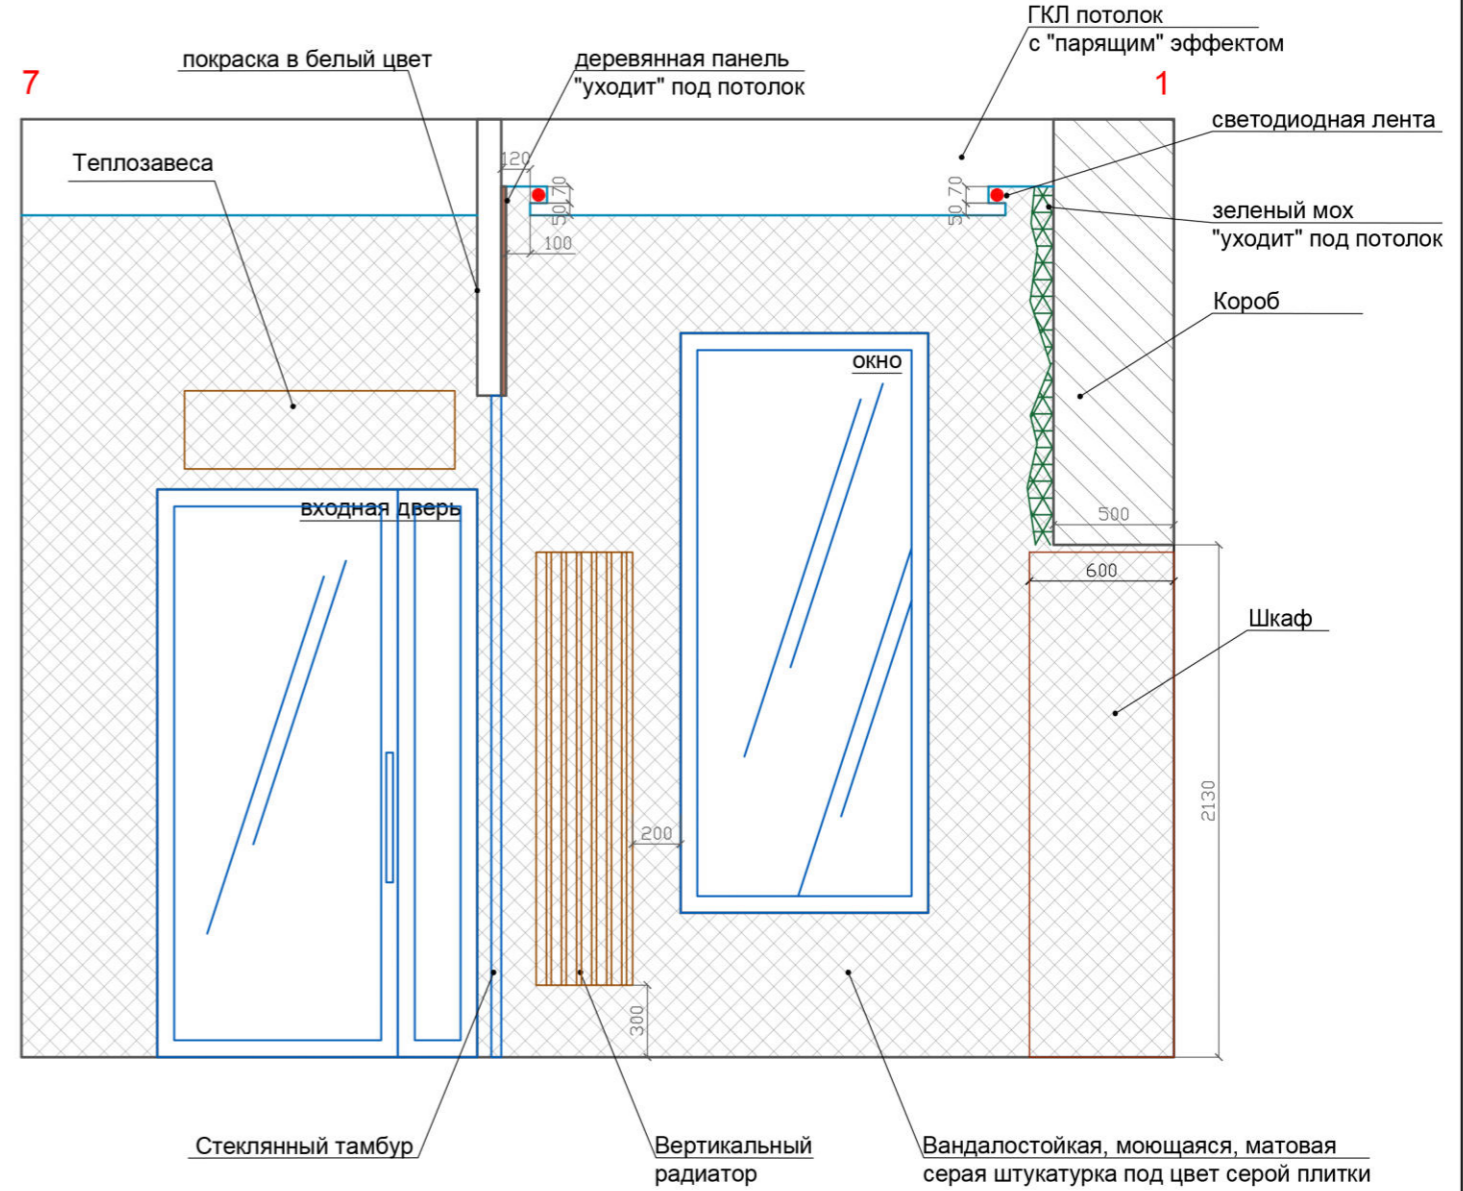 ГКЛ потолок
с "парящим" эффектом
покраска в белый цвет
деревянная панель
"уходит" под потолок
7
1
светодиодная лента
Теплозавеса
120
70
50
100
70
50
зеленый мох
"уходит" под потолок
Короб
окно
входная дверь
500
600
Шкаф
2130
200
300
Стеклянный тамбур
Вертикальный
радиатор
Вандалостойкая, моющаяся, матовая
серая штукатурка под цвет серой плитки